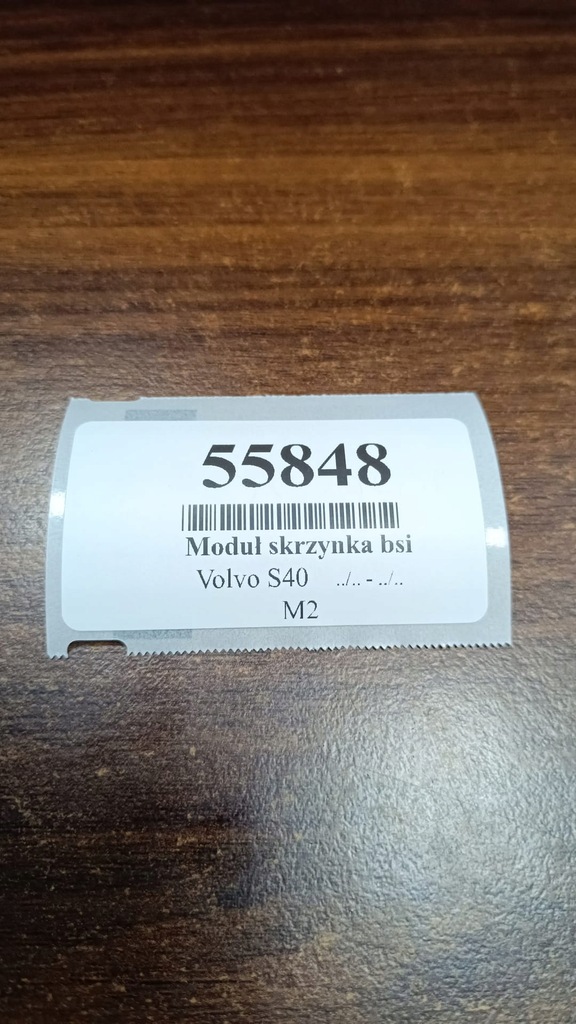 55848
Moduł skrzynka bsi
Volvo S40 ../.. - ../..
M2